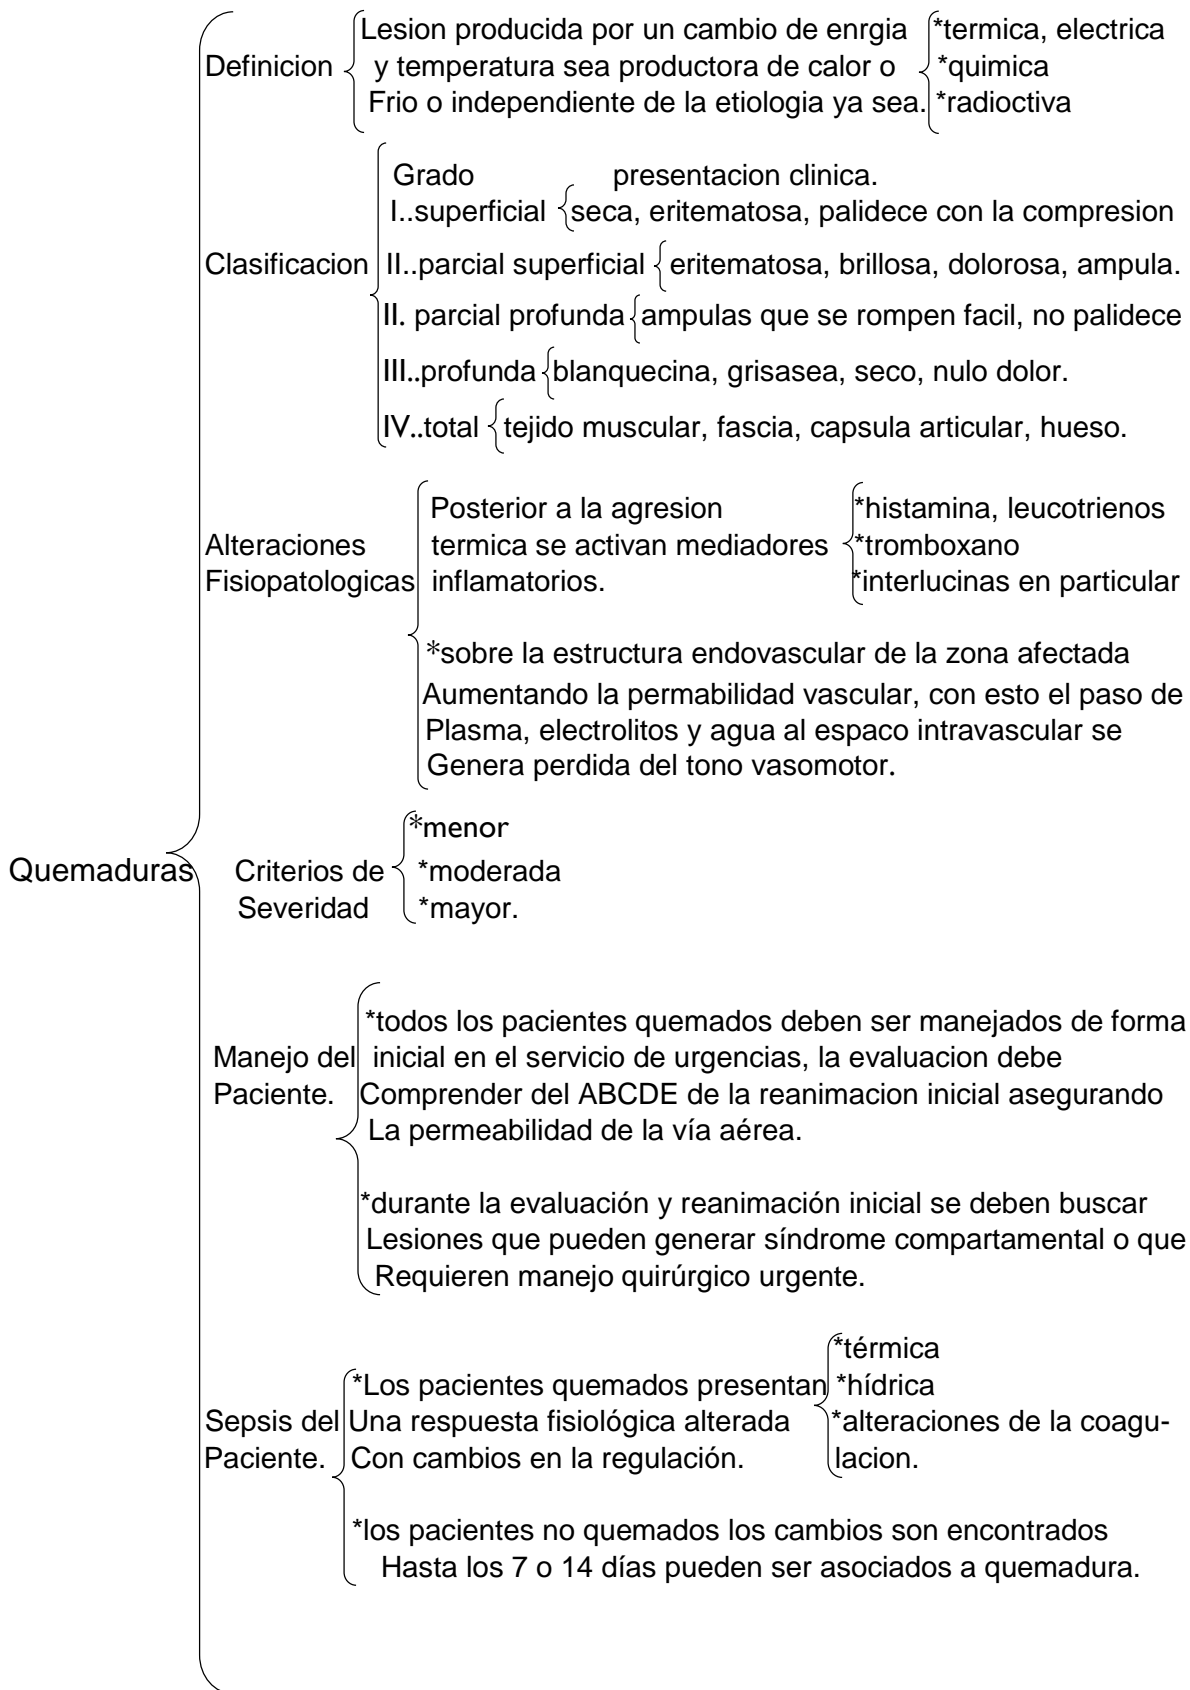 Quemaduras
Definicion
Lesion producida por un cambio de enrgia
y temperatura sea productora de calor o
Frio o independiente de la etiologia ya sea.
*termica, electrica
*quimica
*radioctiva
Clasificacion
Grado presentacion clinica.
I..superficial seca, eritematosa, palidece con la compresion
II..parcial superficial eritematosa, brillosa, dolorosa, ampula.
II. parcial profunda ampulas que se rompen facil, no palidece
III..profunda blanquecina, grisasea, seco, nulo dolor.
IV..total tejido muscular, fascia, capsula articular, hueso.
Alteraciones
Fisiopatologicas
Posterior a la agresion
termica se activan mediadores
inflamatorios.
*histamina, leucotrienos
*tromboxano
*interlucinas en particular
*sobre la estructura endovascular de la zona afectada
Aumentando la permabilidad vascular, con esto el paso de
Plasma, electrolitos y agua al espaco intravascular se
Genera perdida del tono vasomotor.
Criterios de
Severidad
*menor
*moderada
*mayor.
Manejo del
Paciente.
*todos los pacientes quemados deben ser manejados de forma
inicial en el servicio de urgencias, la evaluacion debe
Comprender del ABCDE de la reanimacion inicial asegurando
La permeabilidad de la vía aérea.
*durante la evaluación y reanimación inicial se deben buscar
Lesiones que pueden generar síndrome compartamental o que
Requieren manejo quirúrgico urgente.
Sepsis del
Paciente.
*Los pacientes quemados presentan
Una respuesta fisiológica alterada
Con cambios en la regulación.
*térmica
*hídrica
*alteraciones de la coagu-
lacion.
*los pacientes no quemados los cambios son encontrados
Hasta los 7 o 14 días pueden ser asociados a quemadura.